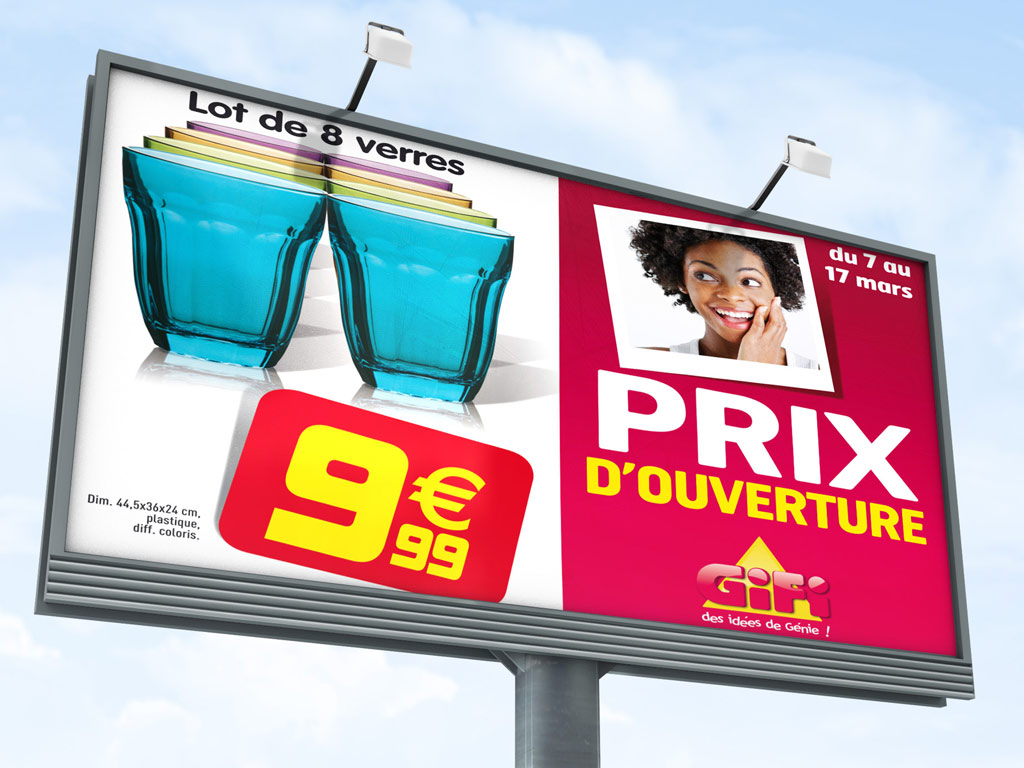 Lot de 8 verres
9€99
Dim. 44,5x36x24 cm,
plastique,
diff. coloris.
du 7 au
17 mars
PRIX
D'OUVERTURE
GiFi
des idées de Génie !